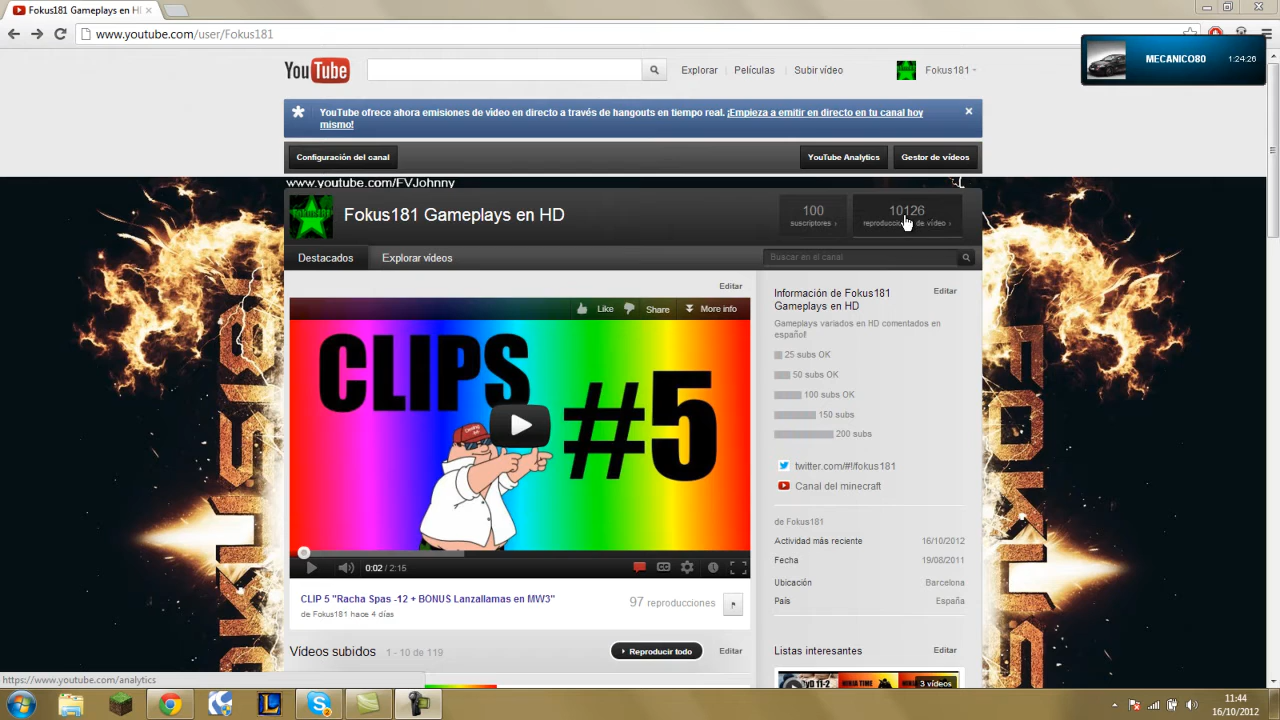 Fokus181 Gameplays en HI
www.youtube.com/user/Fokus181
MECANICO80 1:24:26
YouTube Explorar Películas Subir vídeo Fokus181
YouTube ofrece ahora emisiones de vídeo en directo a través de hangouts en tiempo real. ¡Empieza a emitir en directo en tu canal hoy
mismo!
Configuración del canal YouTube Analytics Gestor de vídeos
www.youtube.com/FVJohnny
Fokus181 Gameplays en HD
100 10126
suscriptores de vídeo
Destacados Explorar vídeos Buscar en el canal
Editar
Like Share More info
CLIPS
#5
0:02 / 2:15
CLIP 5 "Racha Spas -12 + BONUS Lanzallamas en MW3"
97 reproducciones
de Fokus181 hace 4 días
Vídeos subidos 1 - 10 de 119 Reproducir todo Editar
Información de Fokus181 Editar
Gameplays en HD
Gameplays variados en HD comentados en
español!
25 subs OK
50 subs OK
100 subs OK
150 subs
200 subs
twitter.com/#!/fokus181
Canal del minecraft
de Fokus181
Actividad más reciente 16/10/2012
Fecha 19/08/2011
Ubicación Barcelona
País España
Listas interesantes Editar
3 vídeos
FOKUS181
https://www.youtube.com/analytics
11:44
16/10/2012